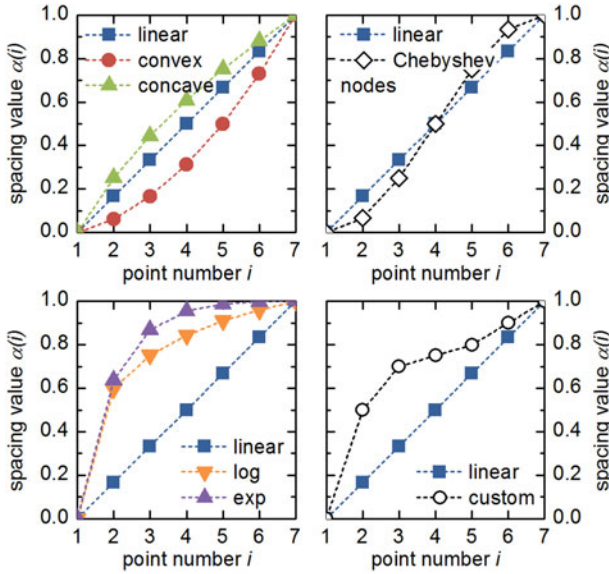 spacing value α(i)
1.0
0.8
0.6
0.4
0.2
0.0
linear
convex
concave
1 2 3 4 5 6 7
point number i
linear
Chebyshev
nodes
1.0
0.8
0.6
0.4
0.2
0.0
spacing value α(i)
1 2 3 4 5 6 7
point number i
spacing value α(i)
1.0
0.8
0.6
0.4
0.2
0.0
linear
log
exp
1 2 3 4 5 6 7
point number i
linear
custom
1.0
0.8
0.6
0.4
0.2
0.0
spacing value α(i)
1 2 3 4 5 6 7
point number i